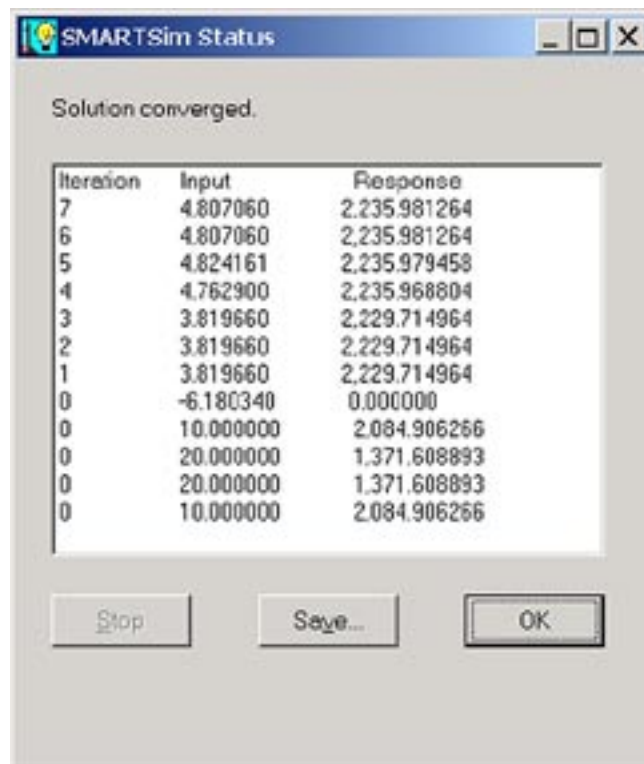 SMARTSim Status
Solution converged.
Iteration Input Response
7 4.807060 2,235.981264
6 4.807060 2,235.981264
5 4.824161 2,235.979458
4 4.762900 2,235.968804
3 3.819660 2,229.714964
2 3.819660 2,229.714964
1 3.819660 2,229.714964
0 -6.180340 0.000000
0 10.000000 2,084.906266
0 20.000000 1,371.608893
0 20.000000 1,371.608893
0 10.000000 2,084.906266
Stop Save... OK